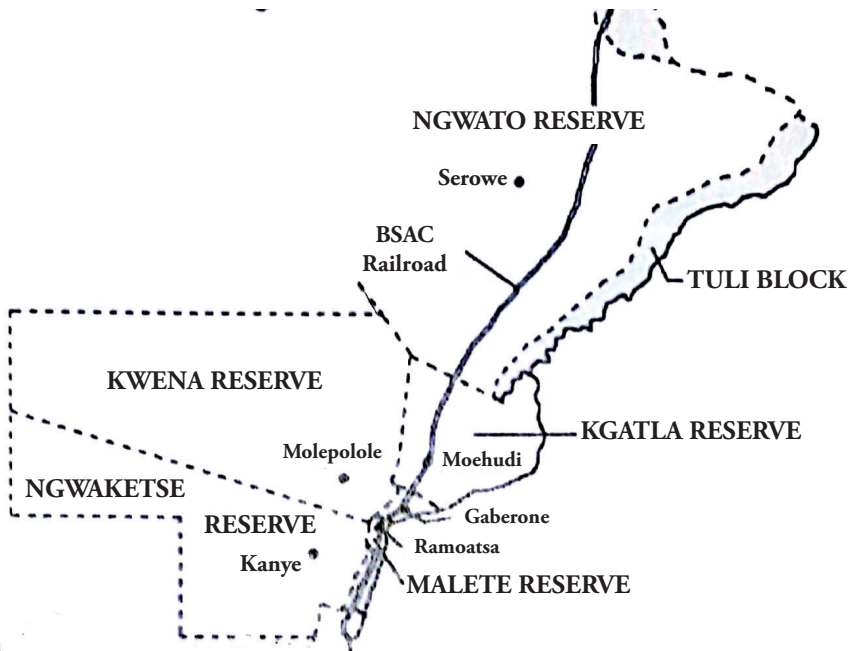 NGWATO RESERVE
Serowe
BSAC
Railroad
TULI BLOCK
KWENA RESERVE
KGATLA RESERVE
Molepolole
Moehudi
NGWAKETSE
RESERVE
Gaberone
Ramoatsa
Kanye
MALETE RESERVE